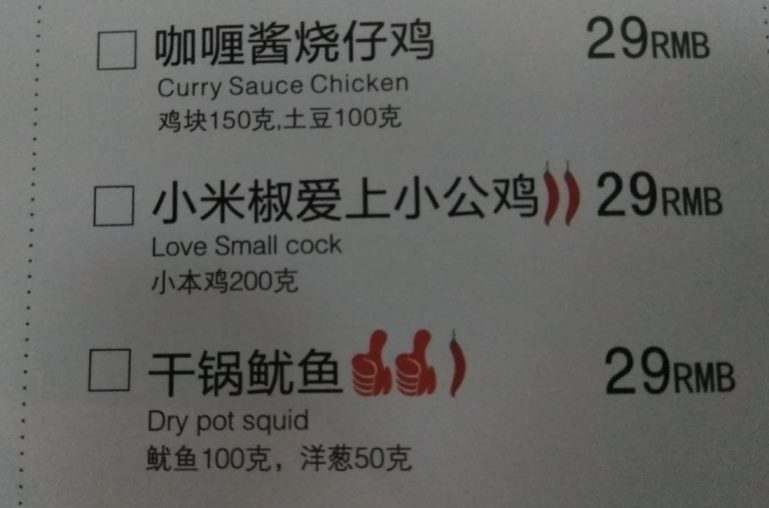 咖喱酱烧仔鸡 29RMB
Curry Sauce Chicken
鸡块150克,土豆100克
小米椒爱上小公鸡 29RMB
Love Small cock
小本鸡200克
干锅鱿鱼 29RMB
Dry pot squid
鱿鱼100克，洋葱50克